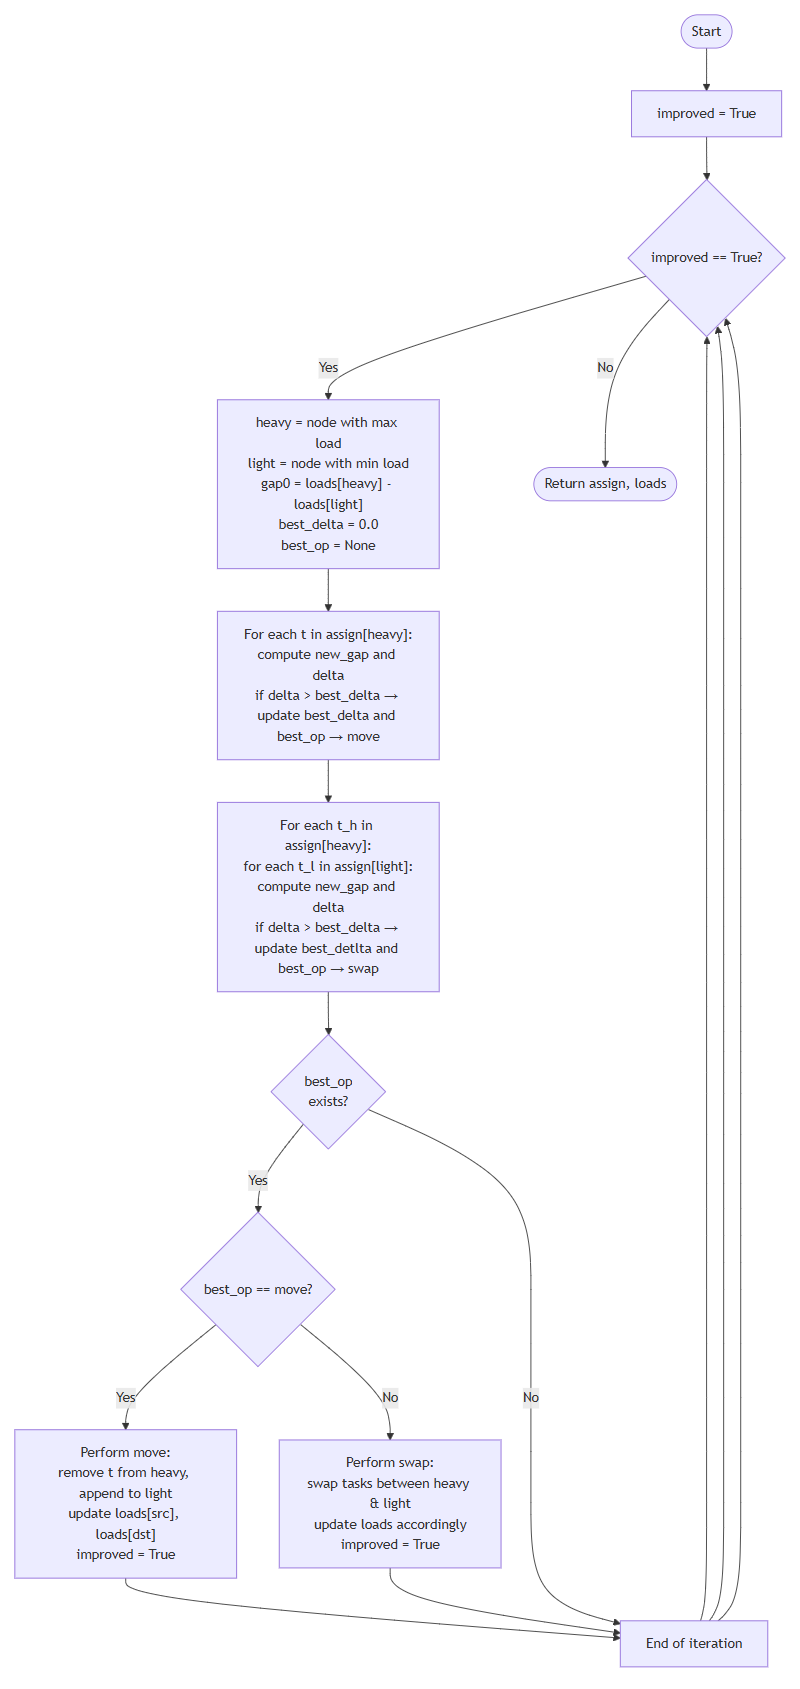 Start
improved = True
improved == True?
Yes
No
heavy = node with max
load
light = node with min load
gap0 = loads[heavy] -
loads[light]
best_delta = 0.0
best_op = None
Return assign, loads
For each t in assign[heavy]:
compute new_gap and
delta
if delta > best_delta →
update best_delta and
best_op → move
For each t_h in
assign[heavy]:
for each t_l in assign[light]:
compute new_gap and
delta
if delta > best_delta →
update best_detlta and
best_op → swap
best_op
exists?
Yes
best_op == move?
Yes
No
No
Perform move:
remove t from heavy,
append to light
update loads[src],
loads[dst]
improved = True
Perform swap:
swap tasks between heavy
& light
update loads accordingly
improved = True
End of iteration